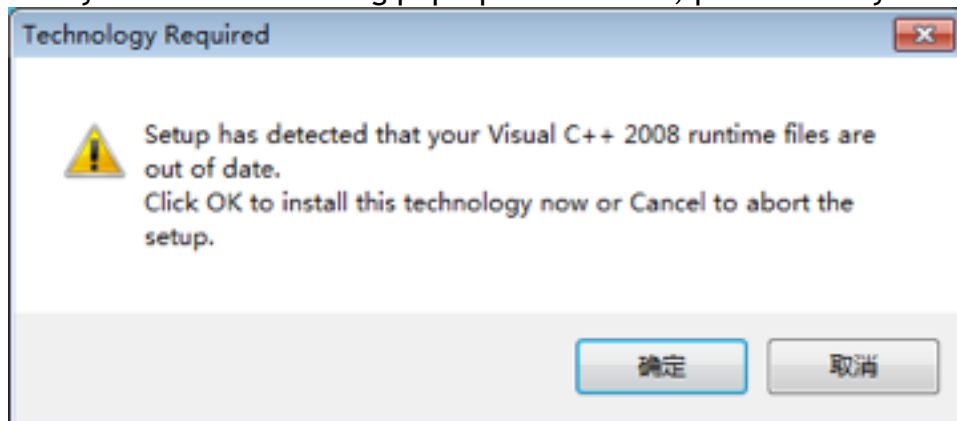 Technology Required
Setup has detected that your Visual C++ 2008 runtime files are
out of date.
Click OK to install this technology now or Cancel to abort the
setup.
确定
取消